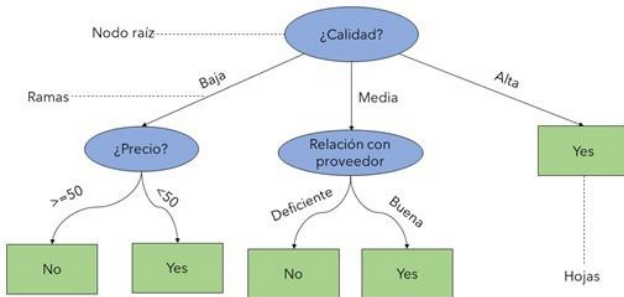 Nodo raíz
¿Calidad?
Ramas
Baja
Media
Alta
¿Precio?
Relación con
proveedor
Yes
>=50
<50
Deficiente
Buena
No
Yes
No
Yes
Hojas